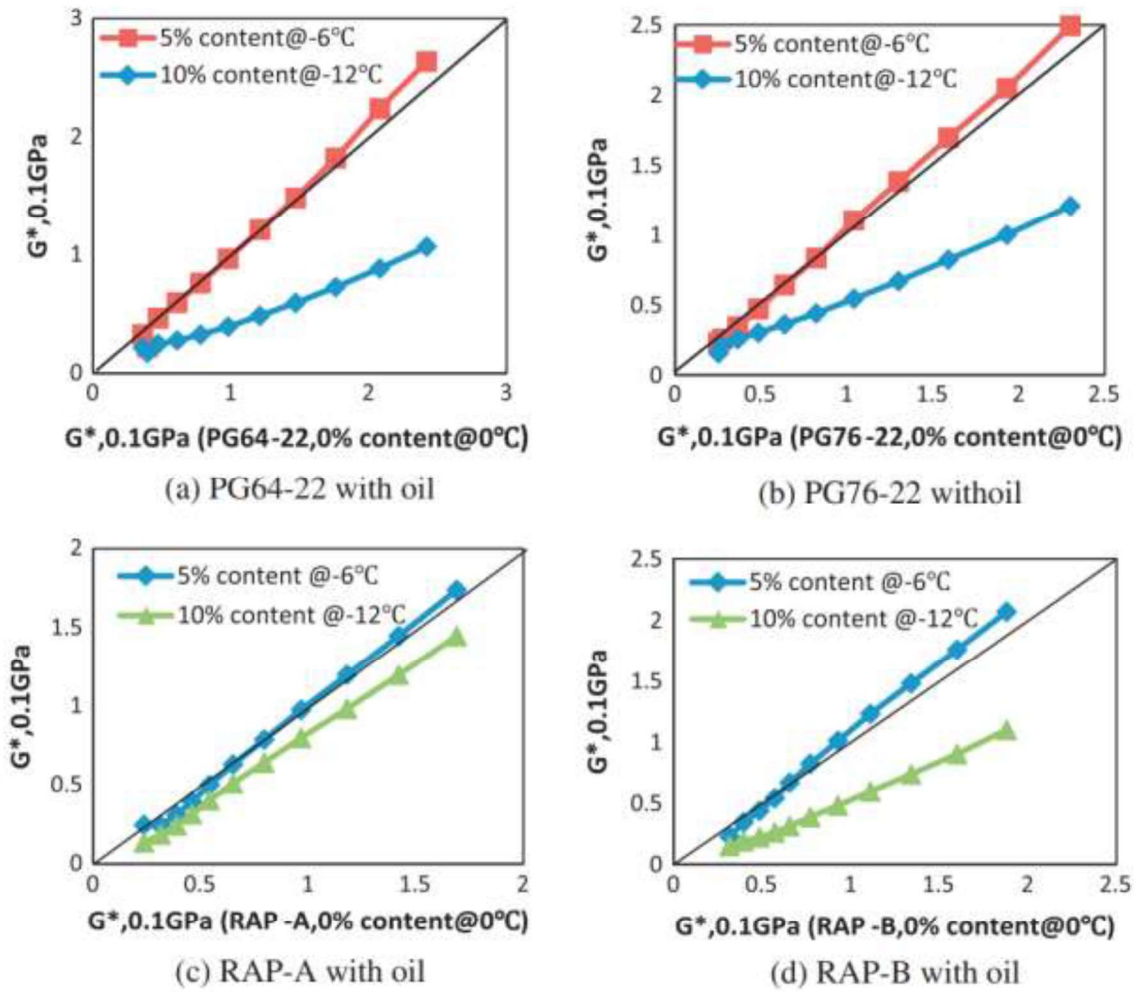 3
5% content@-6℃
10% content@-12℃
2
G*,0.1GPa
1
0
0 1 2 3
G*,0.1GPa (PG64-22,0% content@0℃)
(a) PG64-22 with oil
2.5
5% content@-6℃
10% content@-12℃
2
1.5
G*,0.1GPa
1
0.5
0
0 0.5 1 1.5 2 2.5
G*,0.1GPa (PG76-22,0% content@0℃)
(b) PG76-22 withoil
2
5% content @-6℃
10% content @-12℃
1.5
G*,0.1GPa
1
0.5
0
0 0.5 1 1.5 2
G*,0.1GPa (RAP -A,0% content@0℃)
(c) RAP-A with oil
2.5
5% content @-6℃
10% content @-12℃
2
1.5
G*,0.1GPa
1
0.5
0
0 0.5 1 1.5 2 2.5
G*,0.1GPa (RAP -B,0% content@0℃)
(d) RAP-B with oil